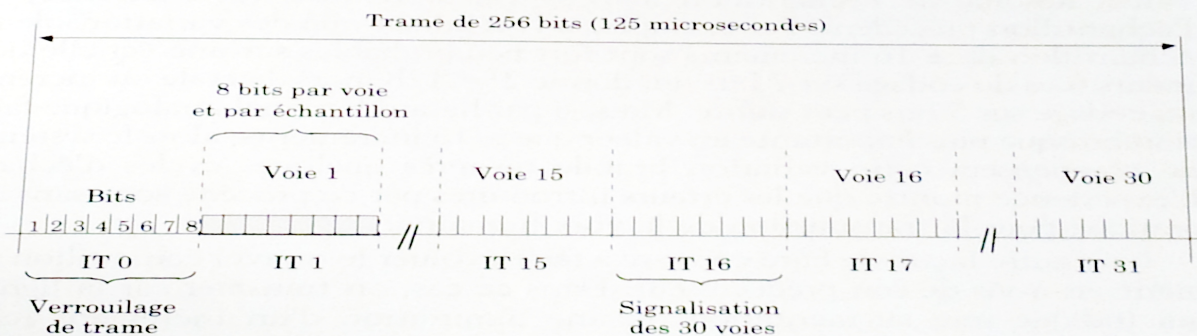 Trame de 256 bits (125 microsecondes)
8 bits par voie
et par échantillon
Voie 1
Voie 15
Voie 16
Voie 30
Bits
1 2 3 4 5 6 7 8
IT 0
IT 1
IT 15
IT 16
IT 17
IT 31
Verrouilage
de trame
Signalisation
des 30 voies